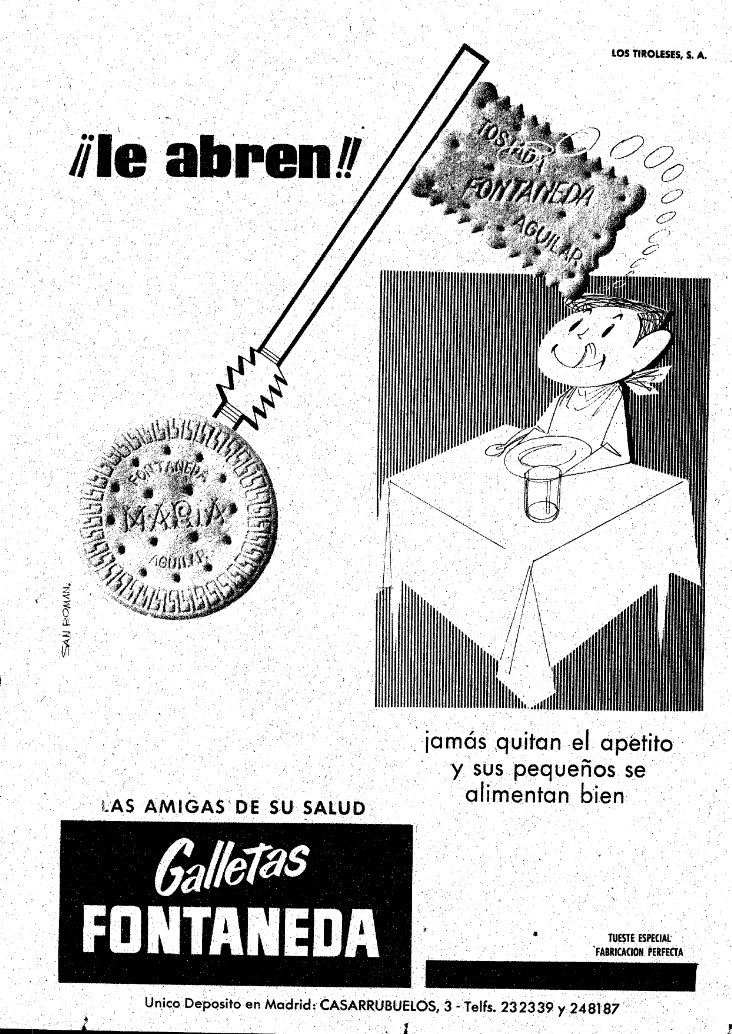 LOS TIROLESES, S. A.
¡¡le abren!!
TOSTADA
FONTANEDA
AGUILAR
FONTANEDA
MARIA
AGUILAR
SAN ROMAN.
jamás quitan el apetito
y sus pequeños se
alimentan bien
LAS AMIGAS DE SU SALUD
Galletas
FONTANEDA
TUESTE ESPECIAL
FABRICACION PERFECTA
Unico Deposito en Madrid: CASARRUBUELOS, 3 - Telfs. 232339 y 248187